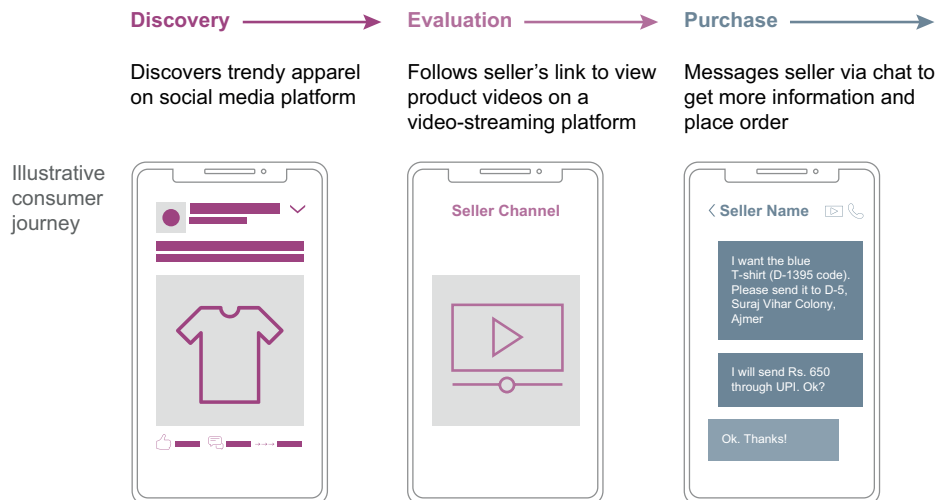 Discovery
Evaluation
Purchase
Discovers trendy apparel
on social media platform
Follows seller's link to view
product videos on a
video-streaming platform
Messages seller via chat to
get more information and
place order
Illustrative
consumer
journey
Seller Channel
Seller Name
I want the blue
T-shirt (D-1395 code).
Please send it to D-5,
Suraj Vihar Colony,
Ajmer
I will send Rs. 650
through UPI. Ok?
Ok. Thanks!